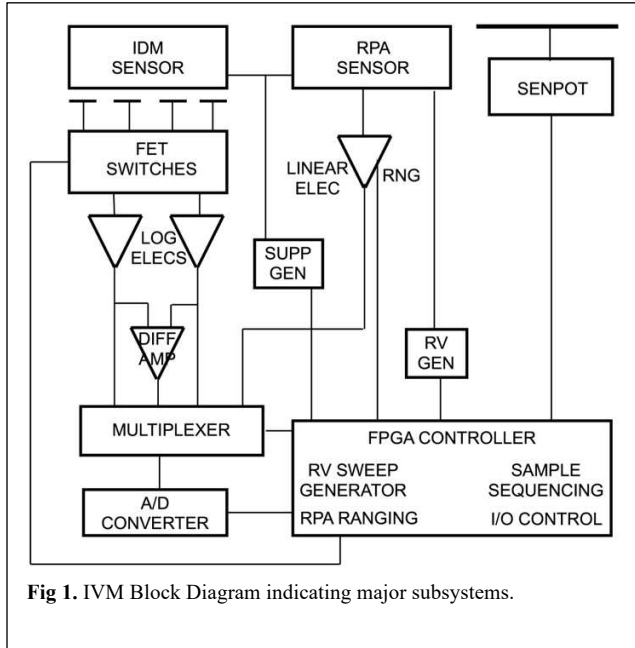 IDM
SENSOR
RPA
SENSOR
SENPOT
FET
SWITCHES
LINEAR
ELEC
RNG
LOG
ELECS
SUPP
GEN
DIFF
AMP
RV
GEN
MULTIPLEXER
FPGA CONTROLLER
RV SWEEP
GENERATOR
SAMPLE
SEQUENCING
A/D
CONVERTER
RPA RANGING
I/O CONTROL
Fig 1. IVM Block Diagram indicating major subsystems.